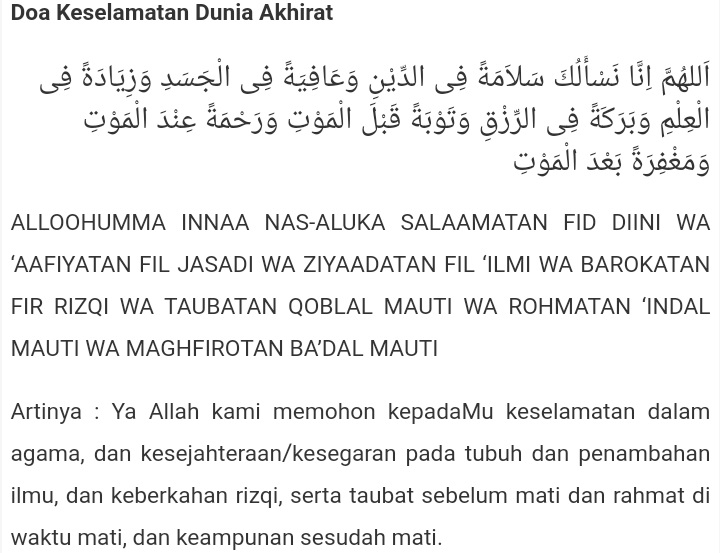 Doa Keselamatan Dunia Akhirat
اَللهُمَّ إِنَّا نَسْأَلُكَ سَلاَمَةً فِى الدِّيْنِ وَعَافِيَةً فِى الْجَسَدِ وَزِيَادَةً فِى
الْعِلْمِ وَبَرَكَةً فِى الرِّزْقِ وَتَوْبَةً قَبْلَ الْمَوْتِ وَرَحْمَةً عِنْدَ الْمَوْتِ
وَمَغْفِرَةً بَعْدَ الْمَوْتِ
ALLOOHUMMA INNAA NAS-ALUKA SALAAMATAN FID DIINI WA
‘AAFIYATAN FIL JASADI WA ZIYAADATAN FIL ‘ILMI WA BAROKATAN
FIR RIZQI WA TAUBATAN QOBLAL MAUTI WA ROHMATAN ‘INDAL
MAUTI WA MAGHFIROTAN BA’DAL MAUTI
Artinya : Ya Allah kami memohon kepadaMu keselamatan dalam
agama, dan kesejahteraan/kesegaran pada tubuh dan penambahan
ilmu, dan keberkahan rizqi, serta taubat sebelum mati dan rahmat di
waktu mati, dan keampunan sesudah mati.